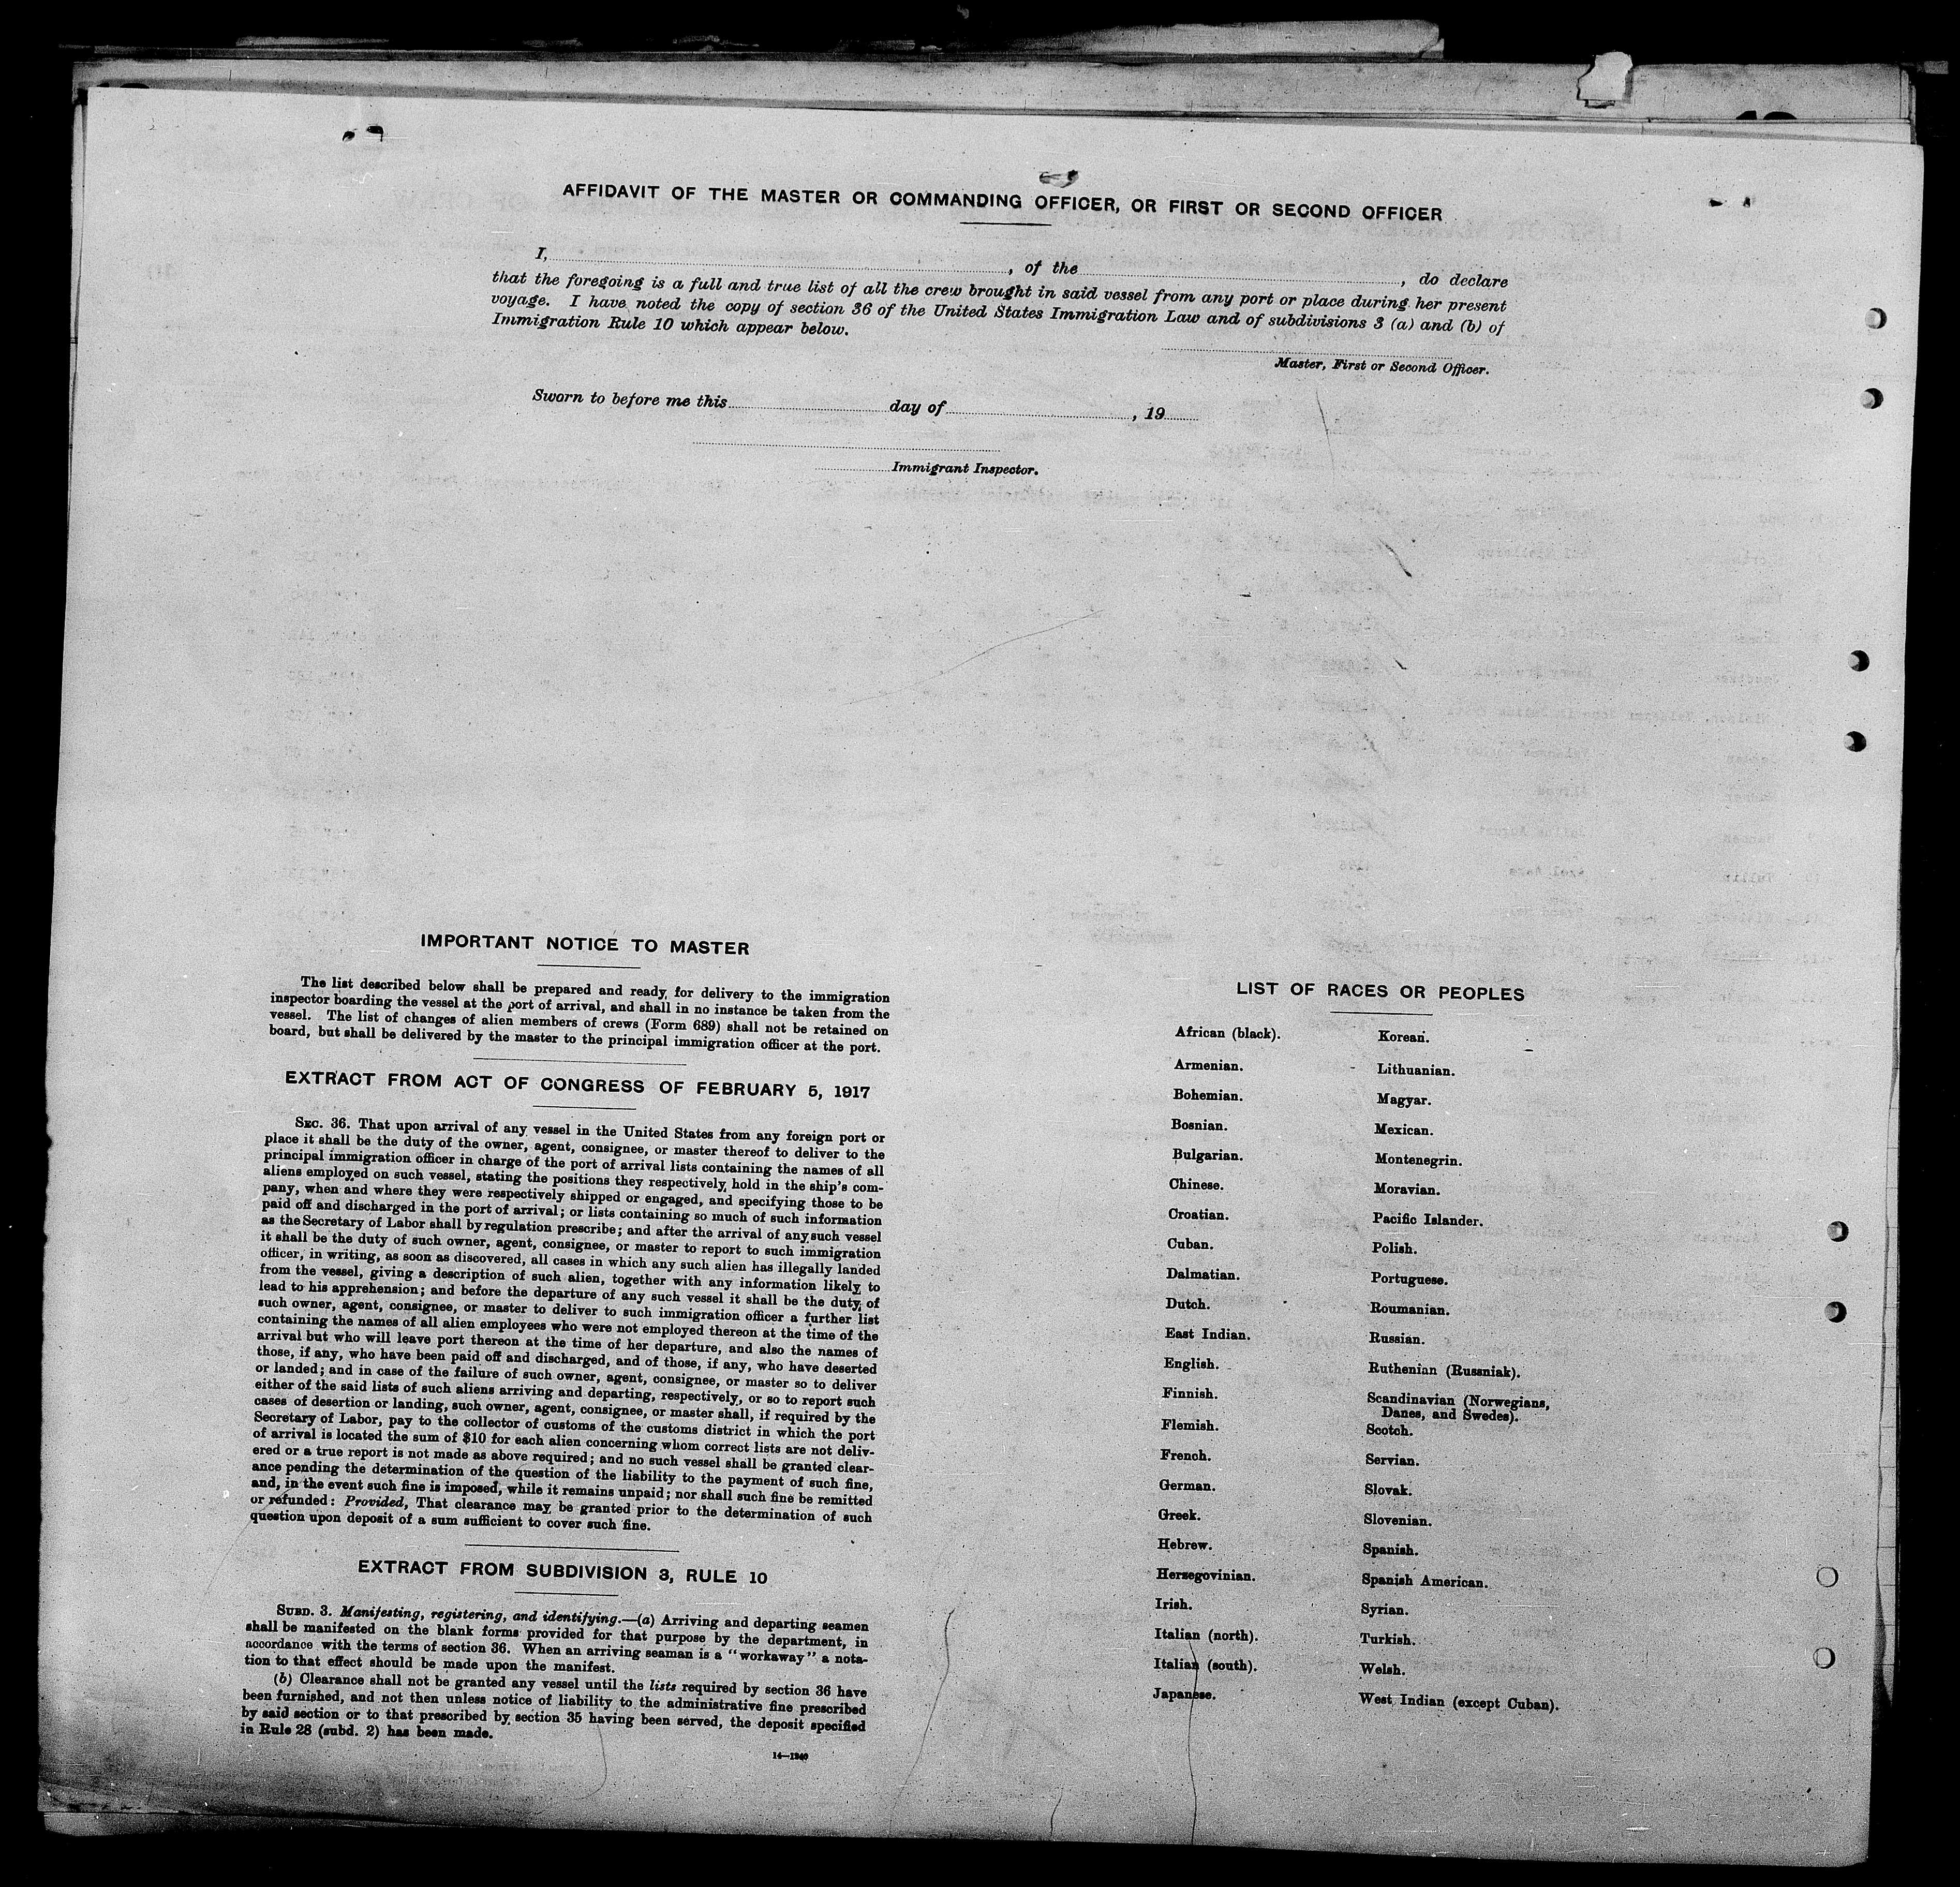 AFFIDAVIT OF THE MASTER OR COMMANDING OFFICER, OR FIRST OR SECOND OFFICER
I, , of the , do declare
that the foregoing is a full and true list of all the crew brought in said vessel from any port or place during her present
voyage. I have noted the copy of section 36 of the United States Immigration Law and of subdivisions 3 (a) and (b) of
Immigration Rule 10 which appear below.
Master, First or Second Officer.
Sworn to before me this day of , 19
Immigrant Inspector.
IMPORTANT NOTICE TO MASTER
The list described below shall be prepared and ready for delivery to the immigration
inspector boarding the vessel at the port of arrival, and shall in no instance be taken from the
vessel. The list of changes of alien members of crews (Form 689) shall not be retained on
board, but shall be delivered by the master to the principal immigration officer at the port.
EXTRACT FROM ACT OF CONGRESS OF FEBRUARY 5, 1917
SEC. 36. That upon arrival of any vessel in the United States from any foreign port or
place it shall be the duty of the owner, agent, consignee, or master thereof to deliver to the
principal immigration officer in charge of the port of arrival lists containing the names of all
aliens employed on such vessel, stating the positions they respectively hold in the ship's com-
pany, when and where they were respectively shipped or engaged, and specifying those to be
paid off and discharged in the port of arrival; or lists containing so much of such information
as the Secretary of Labor shall by regulation prescribe; and after the arrival of any such vessel
it shall be the duty of such owner, agent, consignee, or master to report to such immigration
officer, in writing, as soon as discovered, all cases in which any such alien has illegally landed
from the vessel, giving a description of such alien, together with any information likely to
lead to his apprehension; and before the departure of any such vessel it shall be the duty of
such owner, agent, consignee, or master to deliver to such immigration officer a further list
containing the names of all alien employees who were not employed thereon at the time of the
arrival but who will leave port thereon at the time of her departure, and also the names of
those, if any, who have been paid off and discharged, and of those, if any, who have deserted
or landed; and in case of the failure of such owner, agent, consignee, or master so to deliver
either of the said lists of such aliens arriving and departing, respectively, or so to report such
cases of desertion or landing, such owner, agent, consignee, or master shall, if required by the
Secretary of Labor, pay to the collector of customs of the customs district in which the port
of arrival is located the sum of $10 for each alien concerning whom correct lists are not deliv-
ered or a true report is not made as above required; and no such vessel shall be granted clear-
ance pending the determination of the question of the liability to the payment of such fine,
and, in the event such fine is imposed, while it remains unpaid; nor shall such fine be remitted
or refunded: Provided, That clearance may be granted prior to the determination of such
question upon deposit of a sum sufficient to cover such fine.
EXTRACT FROM SUBDIVISION 3, RULE 10
SUBD. 3. Manifesting, registering, and identifying.—(a) Arriving and departing seamen
shall be manifested on the blank forms provided for that purpose by the department, in
accordance with the terms of section 36. When an arriving seaman is a "workaway" a nota-
tion to that effect should be made upon the manifest.
(b) Clearance shall not be granted any vessel until the lists required by section 36 have
been furnished, and not then unless notice of liability to the administrative fine prescribed
by said section or to that prescribed by section 35 having been served, the deposit specified
in Rule 28 (subd. 2) has been made.
14—1240
LIST OF RACES OR PEOPLES
African (black).
Armenian.
Bohemian.
Bosnian.
Bulgarian.
Chinese.
Croatian.
Cuban.
Dalmatian.
Dutch.
East Indian.
English.
Finnish.
Flemish.
French.
German.
Greek.
Hebrew.
Herzegovinian.
Irish.
Italian (north).
Italian (south).
Japanese.
Korean.
Lithuanian.
Magyar.
Mexican.
Montenegrin.
Moravian.
Pacific Islander.
Polish.
Portuguese.
Roumanian.
Russian.
Ruthenian (Russniak).
Scandinavian (Norwegians,
Danes, and Swedes).
Scotch.
Servian.
Slovak.
Slovenian.
Spanish.
Spanish American.
Syrian.
Turkish.
Welsh.
West Indian (except Cuban).